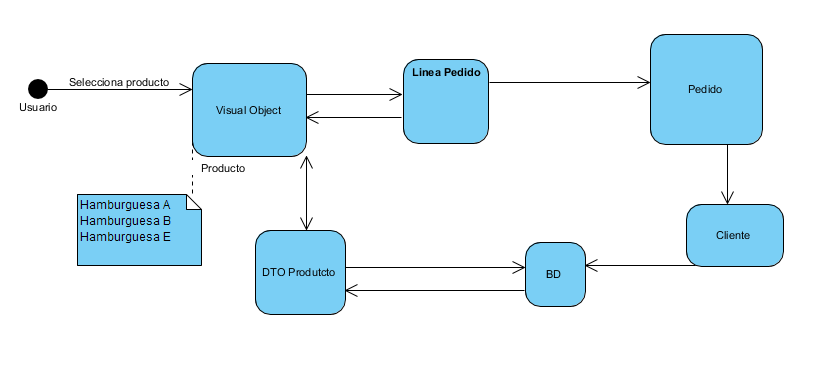 Selecciona producto
Usuario
Visual Object
Linea Pedido
Pedido
Producto
Hamburguesa A
Hamburguesa B
Hamburguesa E
DTO Produtcto
BD
Cliente